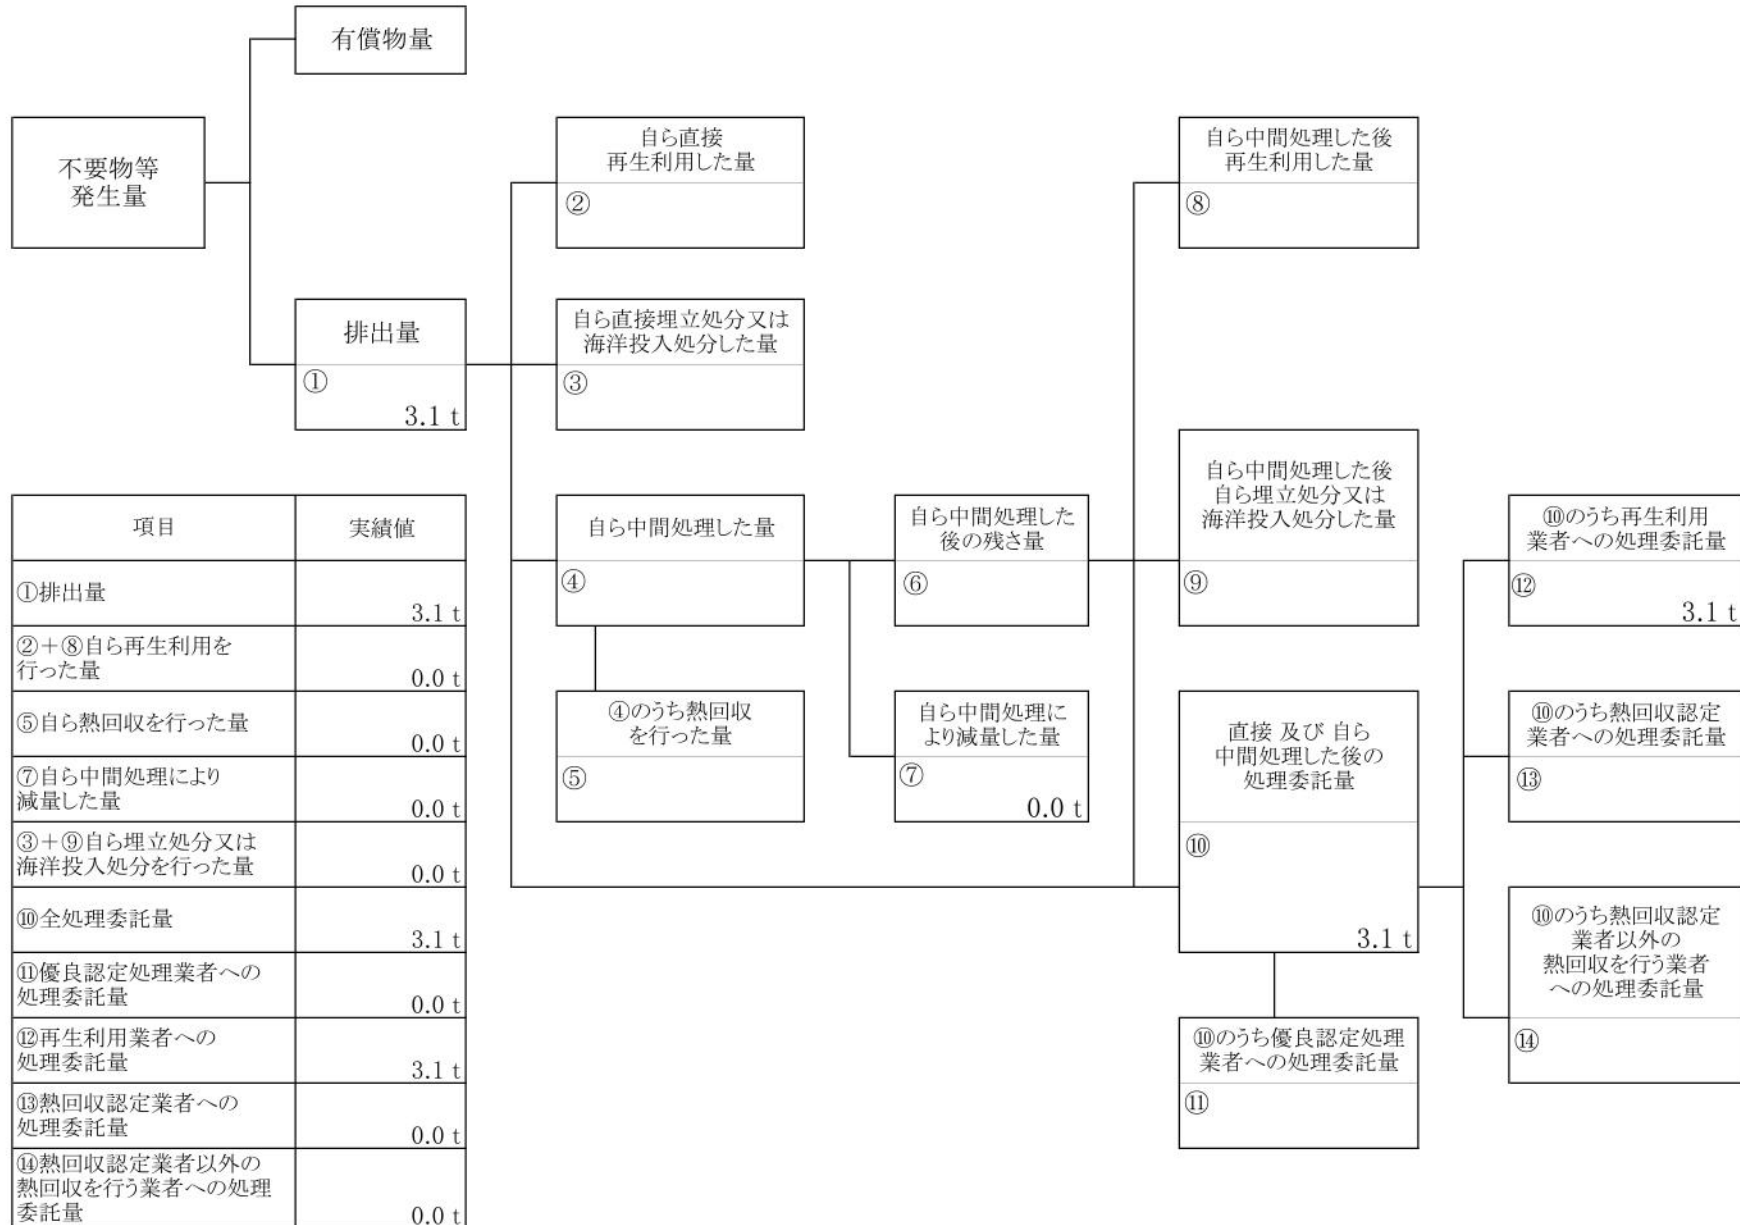 有償物量
不要物等
発生量
自ら直接
再生利用した量
②
自ら中間処理した後
再生利用した量
⑧
排出量
①
3.1 t
自ら直接埋立処分又は
海洋投入処分した量
③
自ら中間処理した量
④
自ら中間処理した
後の残さ量
⑥
自ら中間処理した後
自ら埋立処分又は
海洋投入処分した量
⑨
⑩のうち再生利用
業者への処理委託量
⑫
3.1 t
④のうち熱回収
を行った量
⑤
自ら中間処理に
より減量した量
⑦
0.0 t
直接 及び 自ら
中間処理した後の
処理委託量
⑩
3.1 t
⑩のうち熱回収認定
業者への処理委託量
⑬
⑩のうち熱回収認定
業者以外の
熱回収を行う業者
への処理委託量
⑭
⑩のうち優良認定処理
業者への処理委託量
⑪
項目 実績値
①排出量
3.1 t
②+⑧自ら再生利用を
行った量
0.0 t
⑤自ら熱回収を行った量
0.0 t
⑦自ら中間処理により
減量した量
0.0 t
③+⑨自ら埋立処分又は
海洋投入処分を行った量
0.0 t
⑩全処理委託量
3.1 t
⑪優良認定処理業者への
処理委託量
0.0 t
⑫再生利用業者への
処理委託量
3.1 t
⑬熱回収認定業者への
処理委託量
0.0 t
⑭熱回収認定業者以外の
熱回収を行う業者への処理
委託量
0.0 t